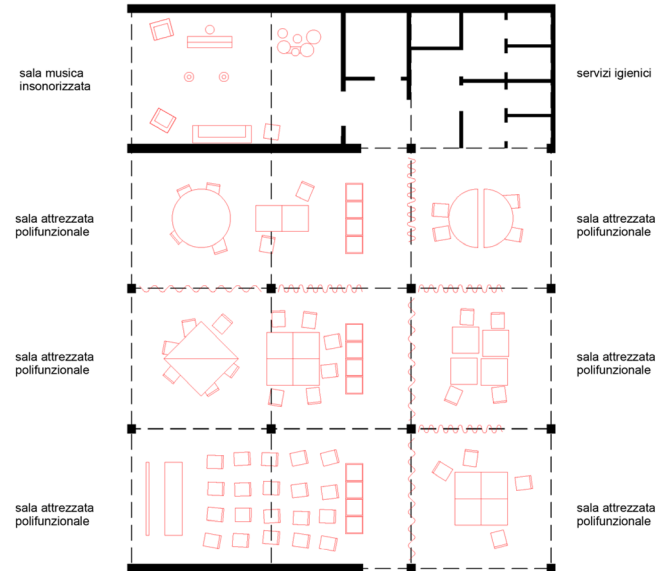 sala musica
insonorizzata
servizi igienici
sala attrezzata
polifunzionale
sala attrezzata
polifunzionale
sala attrezzata
polifunzionale
sala attrezzata
polifunzionale
sala attrezzata
polifunzionale
sala attrezzata
polifunzionale